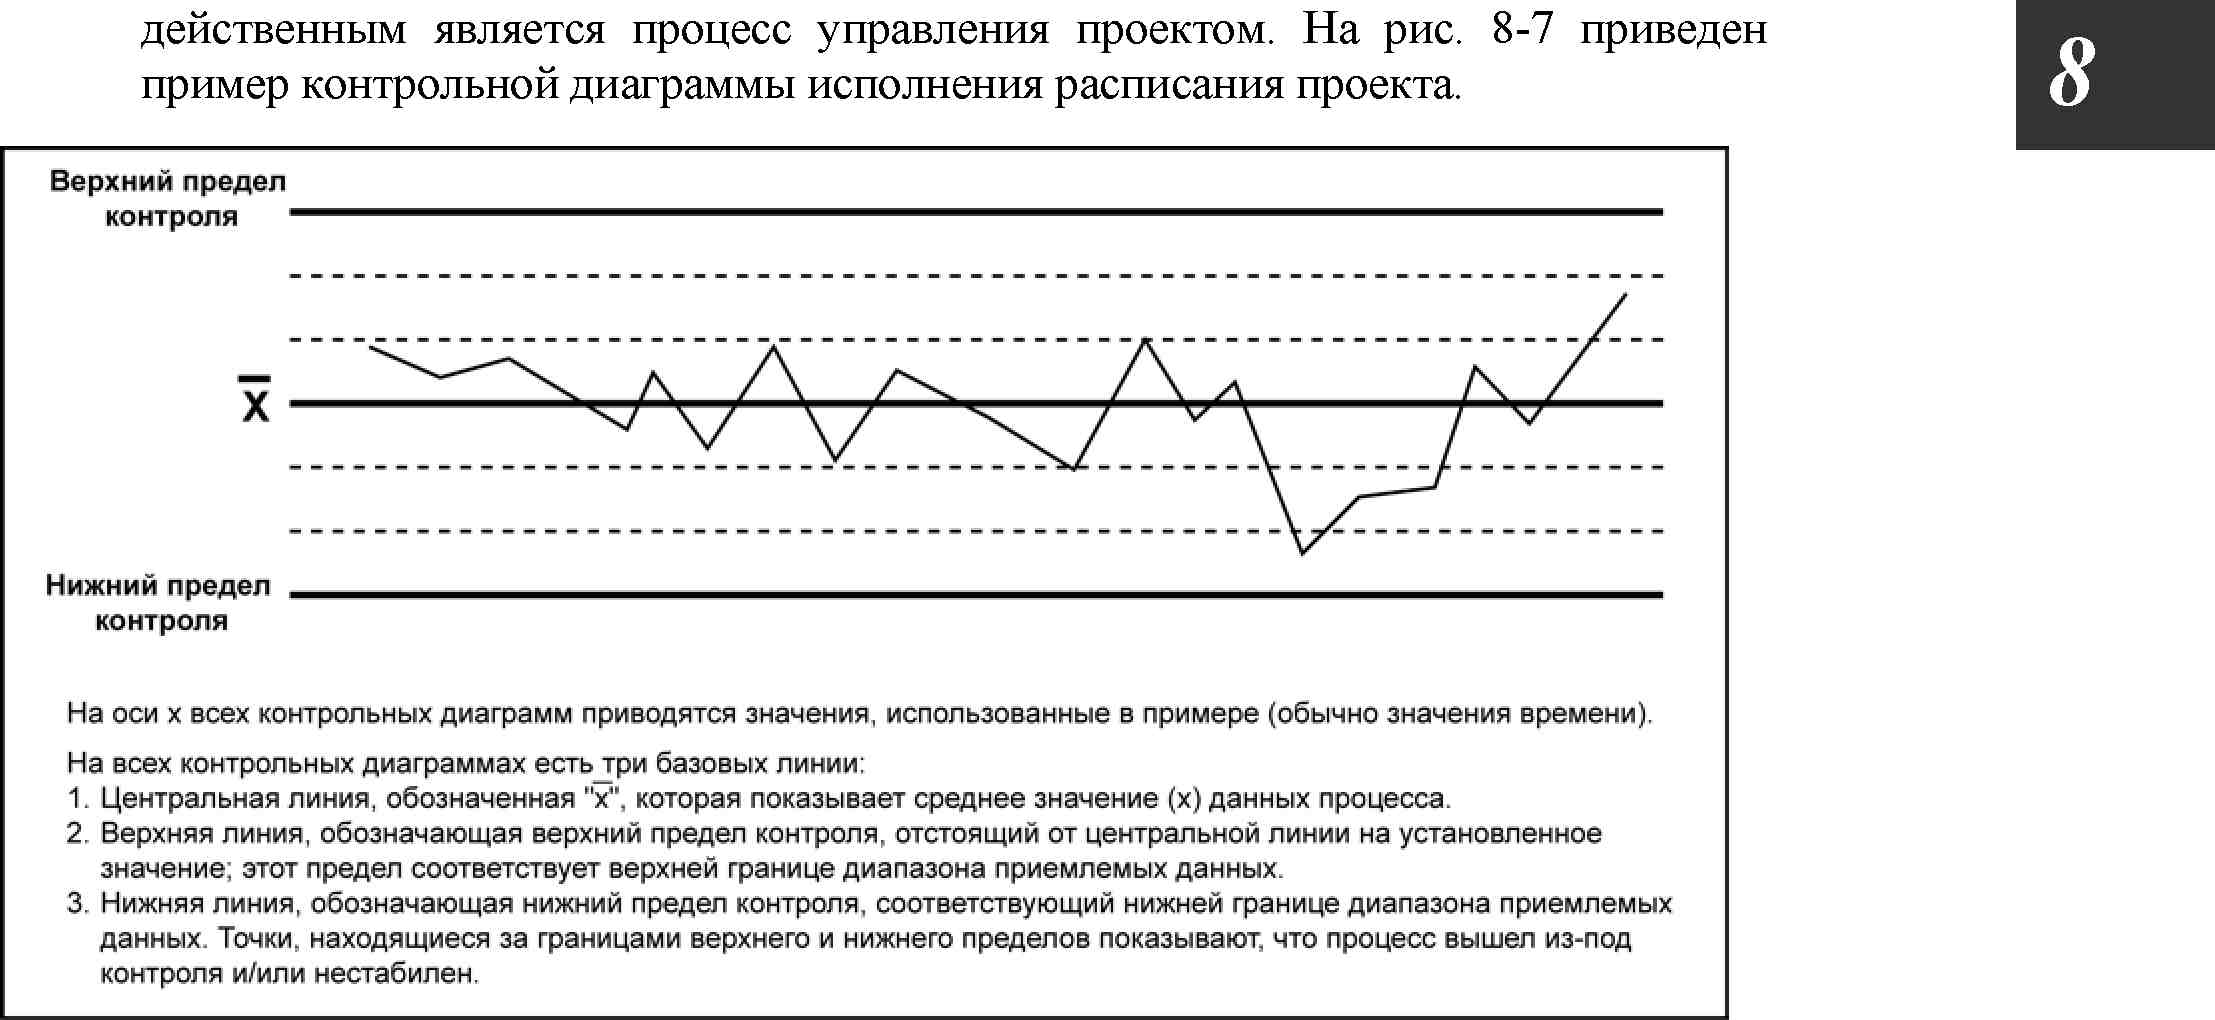 действенным является процесс управления проектом. На рис. 8-7 приведен
пример контрольной диаграммы исполнения расписания проекта.
8
Верхний предел
контроля
X̅
Нижний предел
контроля
На оси x всех контрольных диаграмм приводятся значения, использованные в примере (обычно значения времени).
На всех контрольных диаграммах есть три базовых линии:
1. Центральная линия, обозначенная "x̅", которая показывает среднее значение (x) данных процесса.
2. Верхняя линия, обозначающая верхний предел контроля, отстоящий от центральной линии на установленное
значение; этот предел соответствует верхней границе диапазона приемлемых данных.
3. Нижняя линия, обозначающая нижний предел контроля, соответствующий нижней границе диапазона приемлемых
данных. Точки, находящиеся за границами верхнего и нижнего пределов показывают, что процесс вышел из-под
контроля и/или нестабилен.